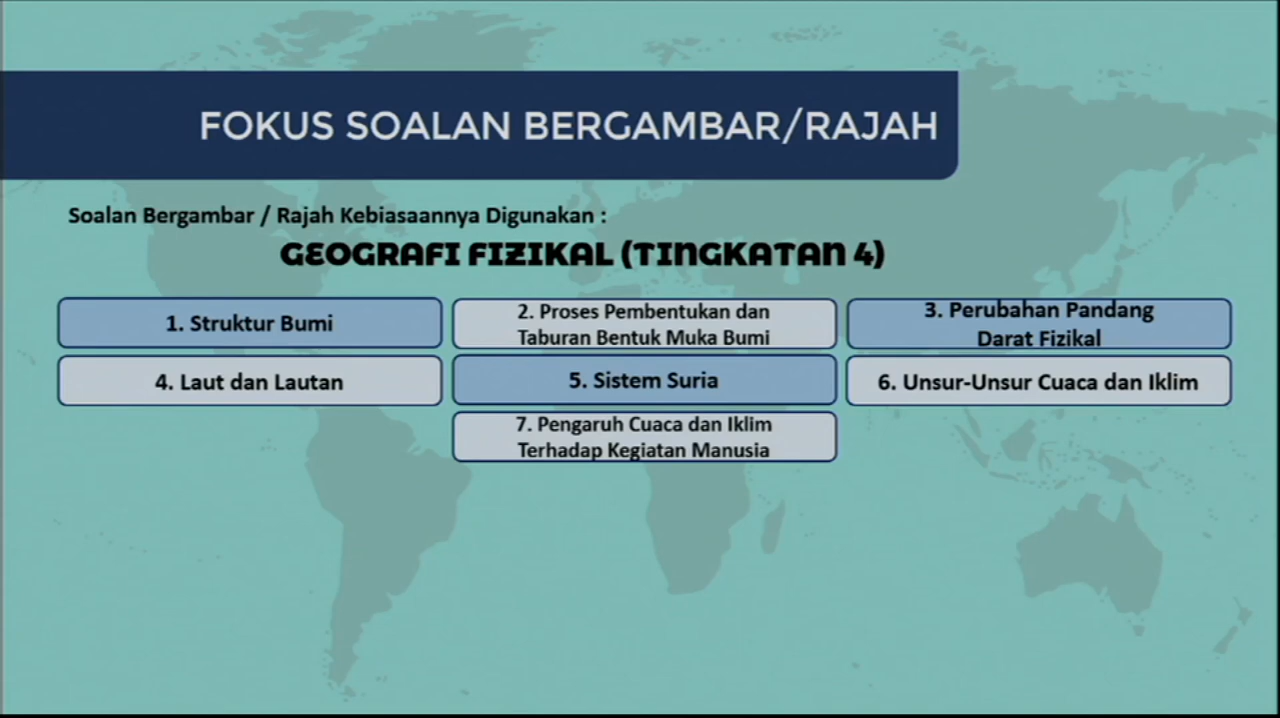 FOKUS SOALAN BERGAMBAR/RAJAH
Soalan Bergambar / Rajah Kebiasaannya Digunakan :
GEOGRAFI FIZIKAL (TINGKATAN 4)
1. Struktur Bumi
2. Proses Pembentukan dan
Taburan Bentuk Muka Bumi
3. Perubahan Pandang
Darat Fizikal
4. Laut dan Lautan
5. Sistem Suria
6. Unsur-Unsur Cuaca dan Iklim
7. Pengaruh Cuaca dan Iklim
Terhadap Kegiatan Manusia